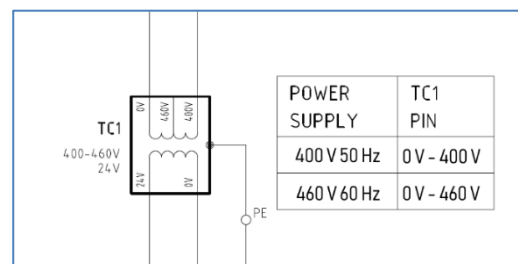 0V
460V
400V
TC1
400-460V
24V
24V
0V
PE
POWER SUPPLY
TC1 PIN
400 V 50 Hz
0 V - 400 V
460 V 60 Hz
0 V - 460 V